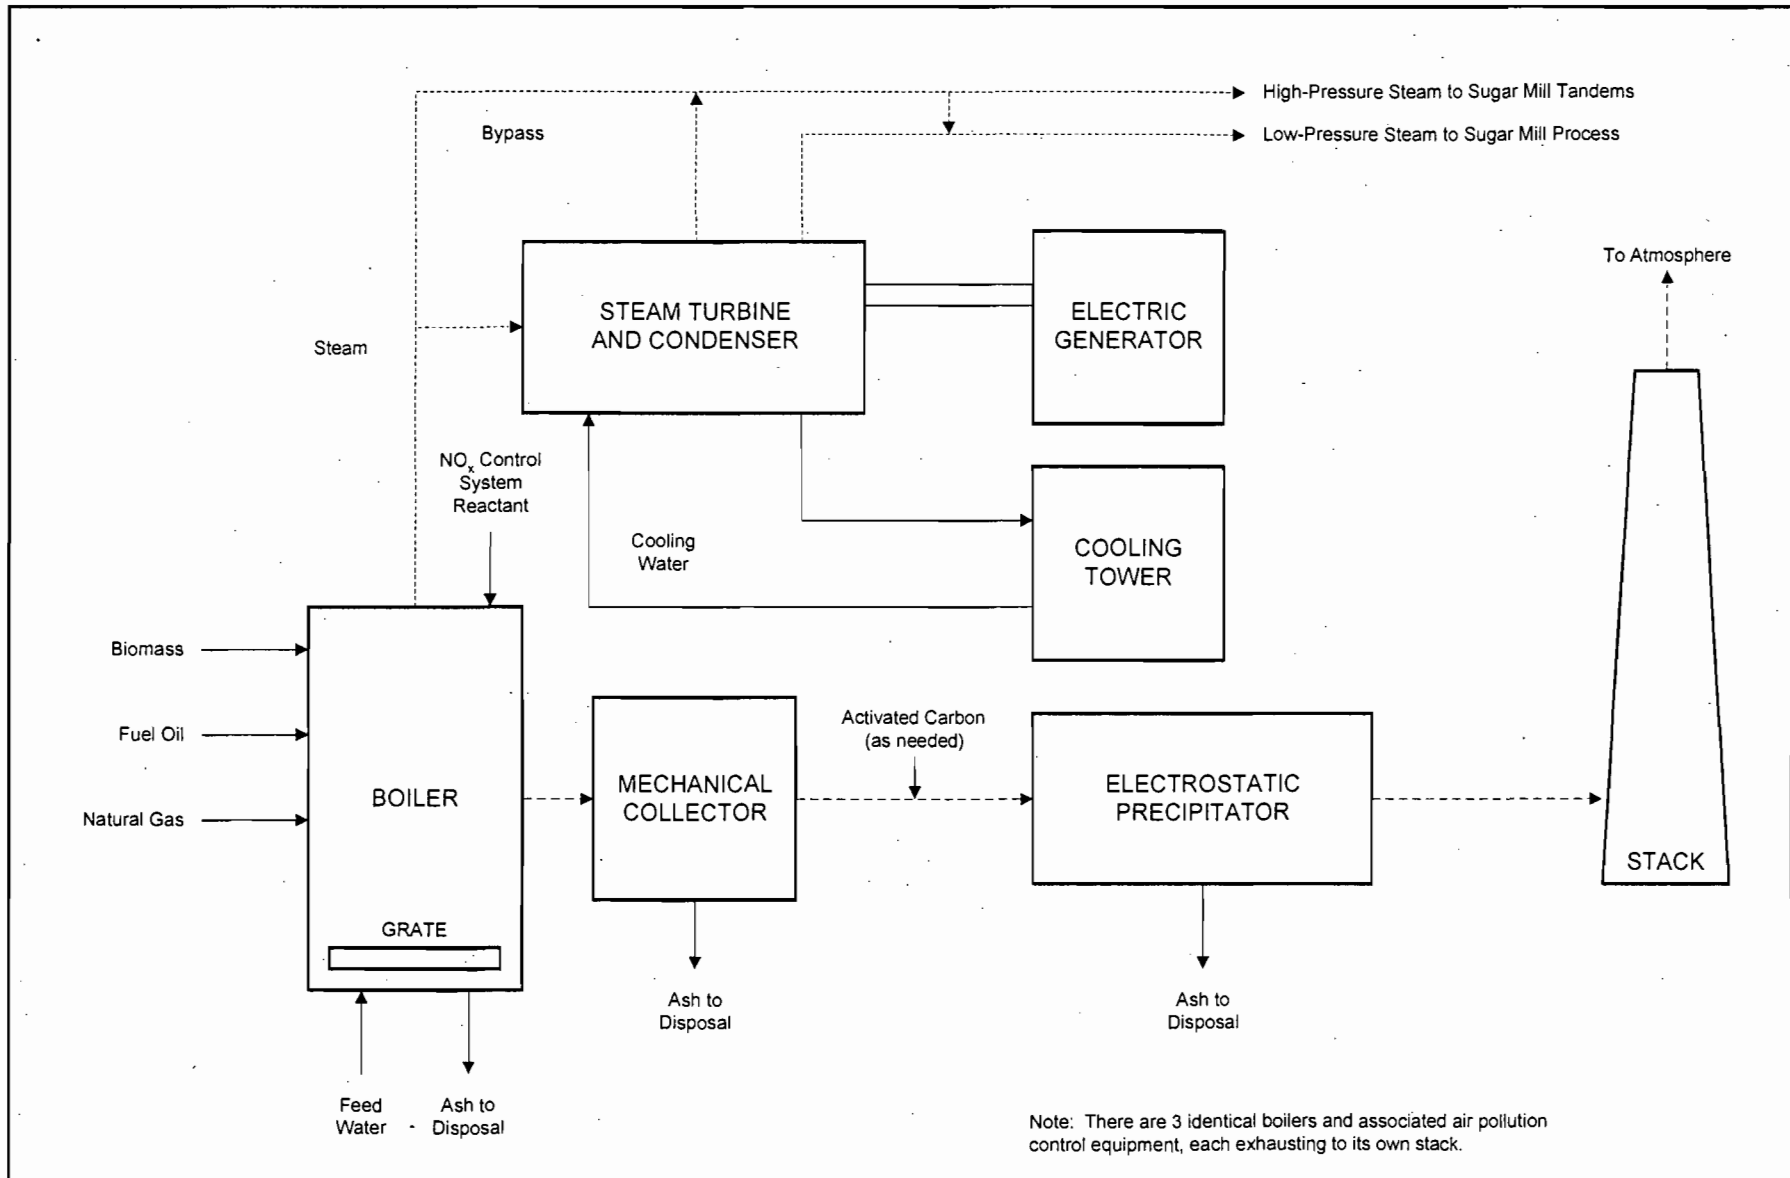 High-Pressure Steam to Sugar Mill Tandems
Bypass
Low-Pressure Steam to Sugar Mill Process
To Atmosphere
STEAM TURBINE
AND CONDENSER
ELECTRIC
GENERATOR
Steam
NOx Control
System
Reactant
Cooling
Water
COOLING
TOWER
Biomass
Fuel Oil
Natural Gas
BOILER
GRATE
MECHANICAL
COLLECTOR
Activated Carbon
(as needed)
ELECTROSTATIC
PRECIPITATOR
STACK
Ash to
Disposal
Ash to
Disposal
Feed
Water
Ash to
Disposal
Note: There are 3 identical boilers and associated air pollution
control equipment, each exhausting to its own stack.